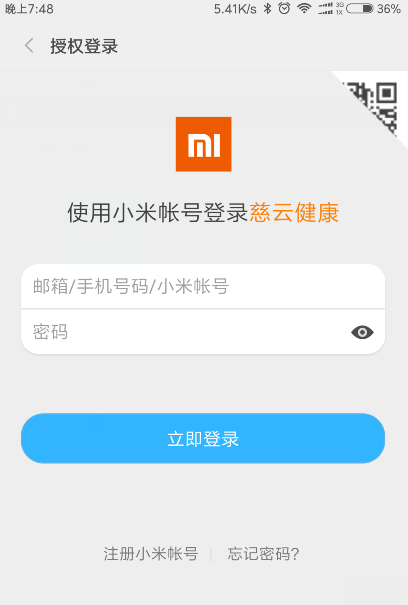 晚上7:48 5.41K/s 3G 1X 36%
授权登录
mi
使用小米帐号登录慈云健康
邮箱/手机号码/小米帐号
密码
立即登录
注册小米帐号 | 忘记密码?